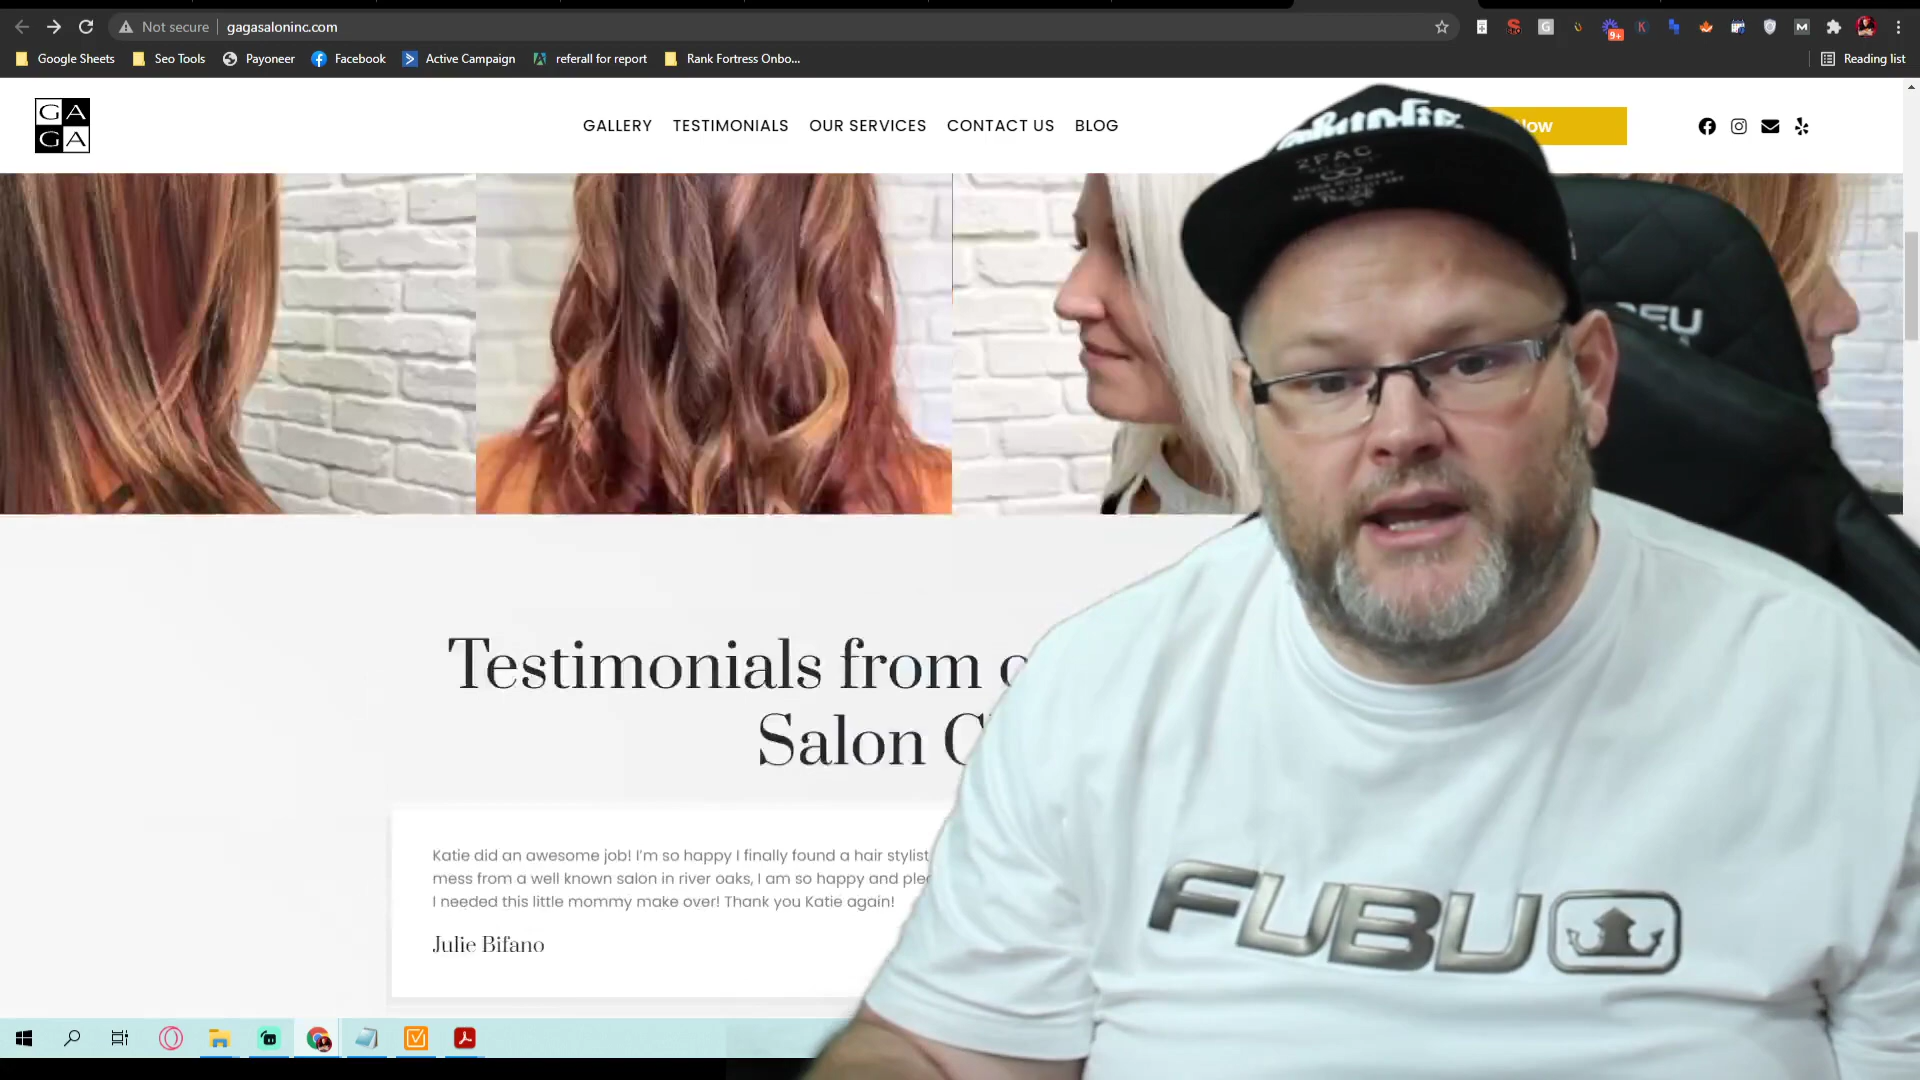 Not secure gagasaloninc.com
9+
Google Sheets Seo Tools Payoneer Facebook Active Campaign referall for report Rank Fortress Onbo... Reading list
GA
GA
GALLERY TESTIMONIALS OUR SERVICES CONTACT US BLOG
2PAC
Testimonials from
Salon
Katie did an awesome job! I'm so happy I finally found a hair stylist
mess from a well known salon in river oaks, I am so happy and
I needed this little mommy make over! Thank you Katie again!
Julie Bifano
FUBU